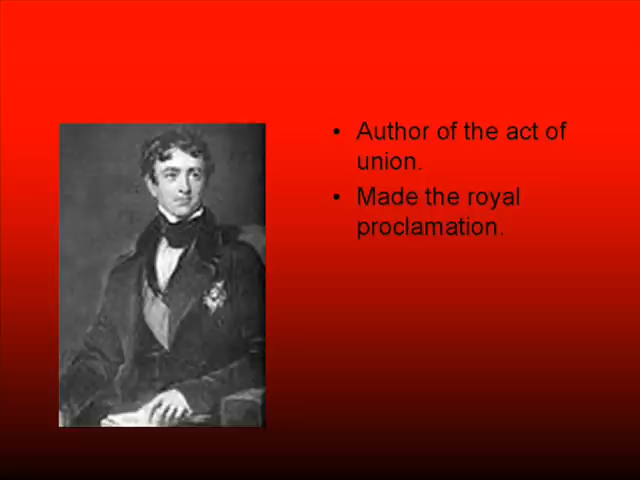 • Author of the act of
union.
• Made the royal
proclamation.